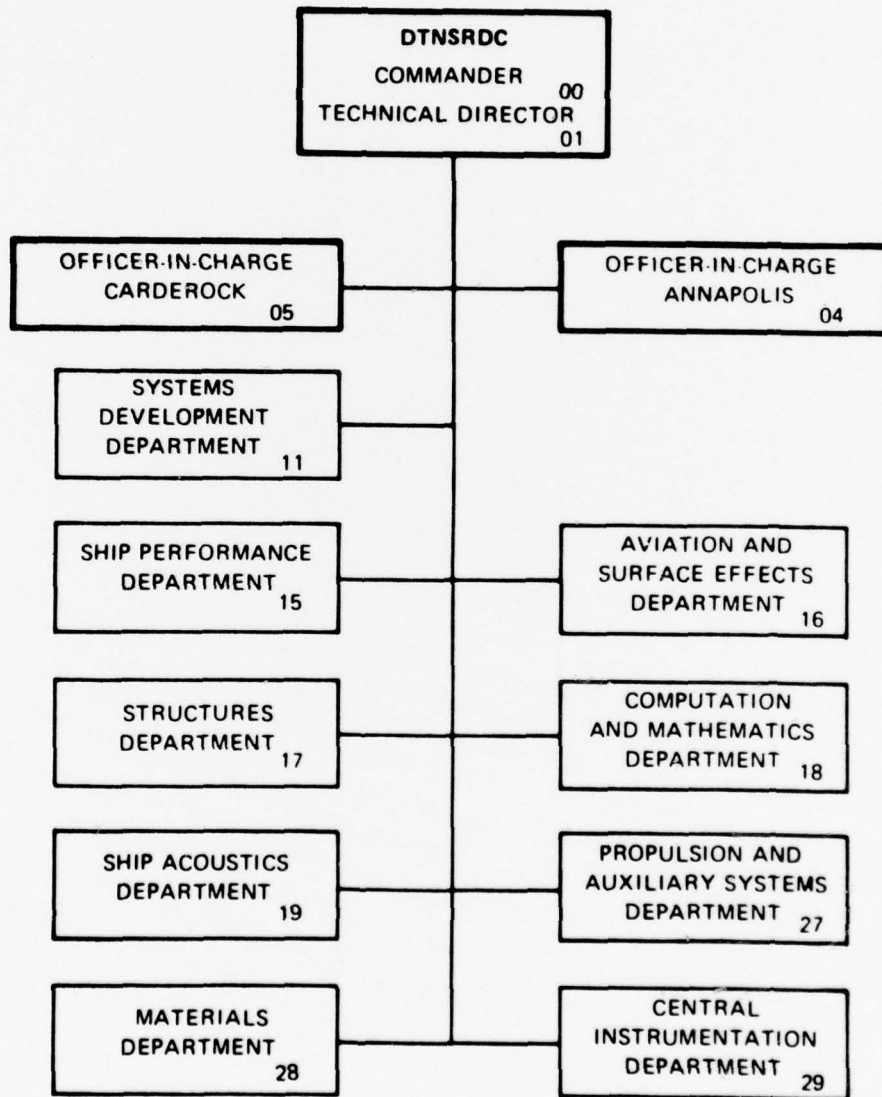 DTNSRDC
COMMANDER
00
TECHNICAL DIRECTOR
01
OFFICER-IN-CHARGE
CARDEROCK
05
OFFICER-IN-CHARGE
ANNAPOLIS
04
SYSTEMS
DEVELOPMENT
DEPARTMENT
11
SHIP PERFORMANCE
DEPARTMENT
15
AVIATION AND
SURFACE EFFECTS
DEPARTMENT
16
STRUCTURES
DEPARTMENT
17
COMPUTATION
AND MATHEMATICS
DEPARTMENT
18
SHIP ACOUSTICS
DEPARTMENT
19
PROPULSION AND
AUXILIARY SYSTEMS
DEPARTMENT
27
MATERIALS
DEPARTMENT
28
CENTRAL
INSTRUMENTATION
DEPARTMENT
29